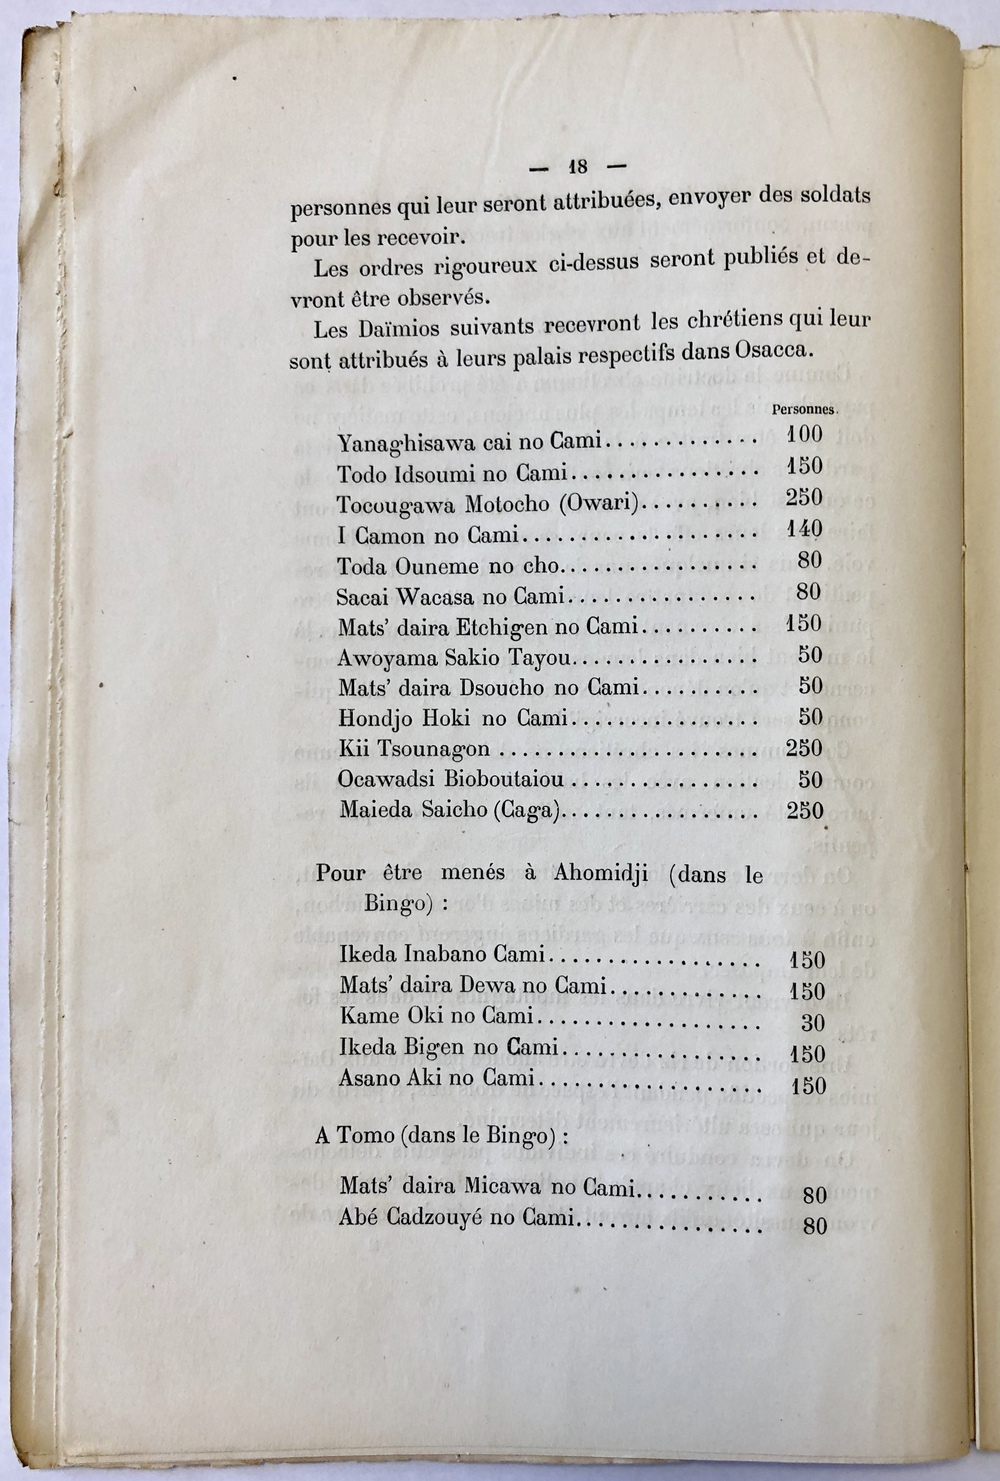 — 18 —
personnes qui leur seront attribuées, envoyer des soldats
pour les recevoir.
Les ordres rigoureux ci-dessus seront publiés et de-
vront être observés.
Les Daïmios suivants recevront les chrétiens qui leur
sont attribués à leurs palais respectifs dans Osacca.
Personnes.
Yanaghisawa cai no Cami............. 100
Todo Idsoumi no Cami................ 150
Tocougawa Motocho (Owari).......... 250
I Camon no Cami.................... 140
Toda Ouneme no cho................. 80
Sacai Wacasa no Cami................ 80
Mats' daira Etchigen no Cami.......... 150
Awoyama Sakio Tayou................ 50
Mats' daira Dsoucho no Cami.......... 50
Hondjo Hoki no Cami................ 50
Kii Tsounagon ...................... 250
Ocawadsi Bioboutaiou ................ 50
Maieda Saicho (Caga)................. 250
Pour être menés à Ahomidji (dans le
Bingo) :
Ikeda Inabano Cami.................. 150
Mats' daira Dewa no Cami............. 150
Kame Oki no Cami................... 30
Ikeda Bigen no Cami................. 150
Asano Aki no Cami................... 150
A Tomo (dans le Bingo) :
Mats' daira Micawa no Cami........... 80
Abé Cadzouyé no Cami................ 80